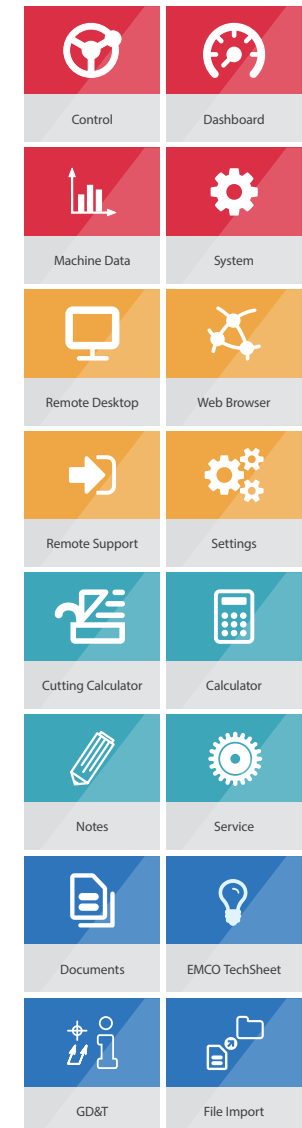 Control
Dashboard
Machine Data
System
Remote Desktop
Web Browser
Remote Support
Settings
Cutting Calculator
Calculator
Notes
Service
Documents
EMCO TechSheet
GD&T
File Import